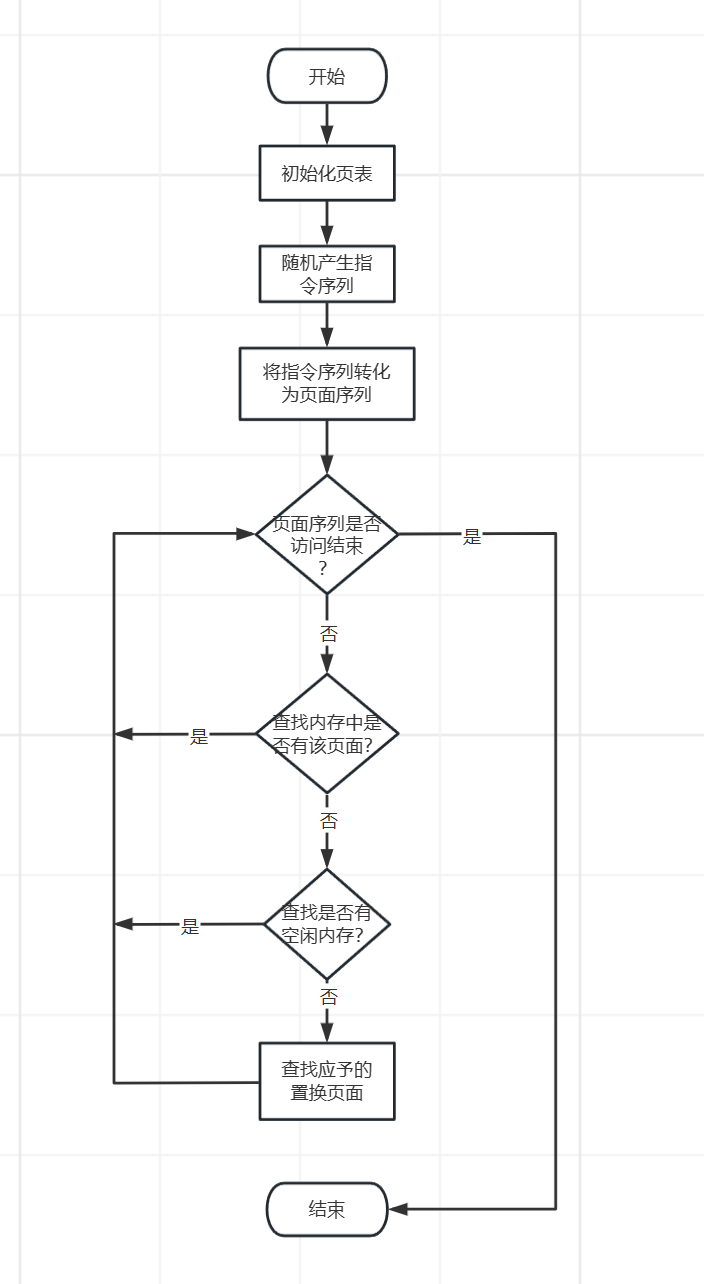 开始
初始化页表
随机产生指
令序列
将指令序列转化
为页面序列
页面序列是否
访问结束
？
是
否
查找内存中是
否有该页面？
是
否
查找是否有
空闲内存？
是
否
查找应予的
置换页面
结束